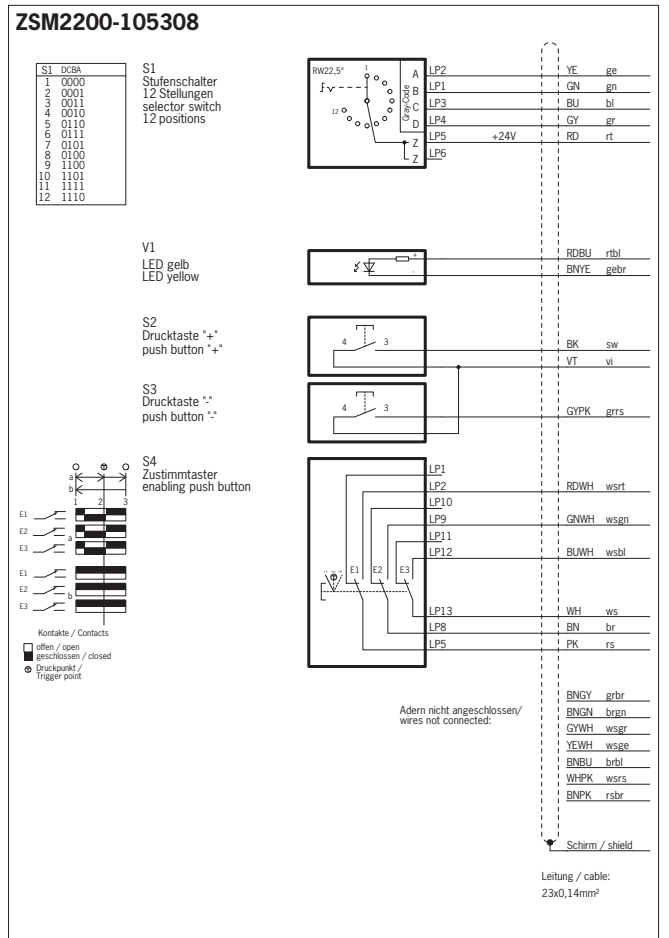 ZSM2200-105308
S1 DCBA
1 0000
2 0001
3 0011
4 0010
5 0110
6 0111
7 0101
8 0100
9 1100
10 1101
11 1111
12 1110
S1
Stufenschalter
12 Stellungen
selector switch
12 positions
RW22,5°
1
12
Gray-Code
A LP2 YE ge
B LP1 GN gn
C LP3 BU bl
D LP4 GY gr
Z LP5 +24V RD rt
Z LP6
V1
LED gelb
LED yellow
+ RDBU rtbl
- BNYE gebr
S2
Drucktaste "+"
push button "+"
4 3
BK sw
VT vi
S3
Drucktaste "-"
push button "-"
4 3
GYPK grrs
S4
Zustimmtaster
enabling push button
a
b
1 2 3
E1
E2
a
E3
E1
E2
b
E3
Kontakte / Contacts
offen / open
geschlossen / closed
Druckpunkt /
Trigger point
LP1
LP2 RDWH wsrt
LP10
LP9 GNWH wsgn
LP11
LP12 BUWH wsbl
1 2 3
E1 E2 E3
LP13 WH ws
LP8 BN br
LP5 PK rs
Adern nicht angeschlossen/
wires not connected:
BNGY grbr
BNGN brgn
GYWH wsgr
YEWH wsge
BNBU brbl
WHPK wsrs
BNPK rsbr
Schirm / shield
Leitung / cable:
23x0,14mm²